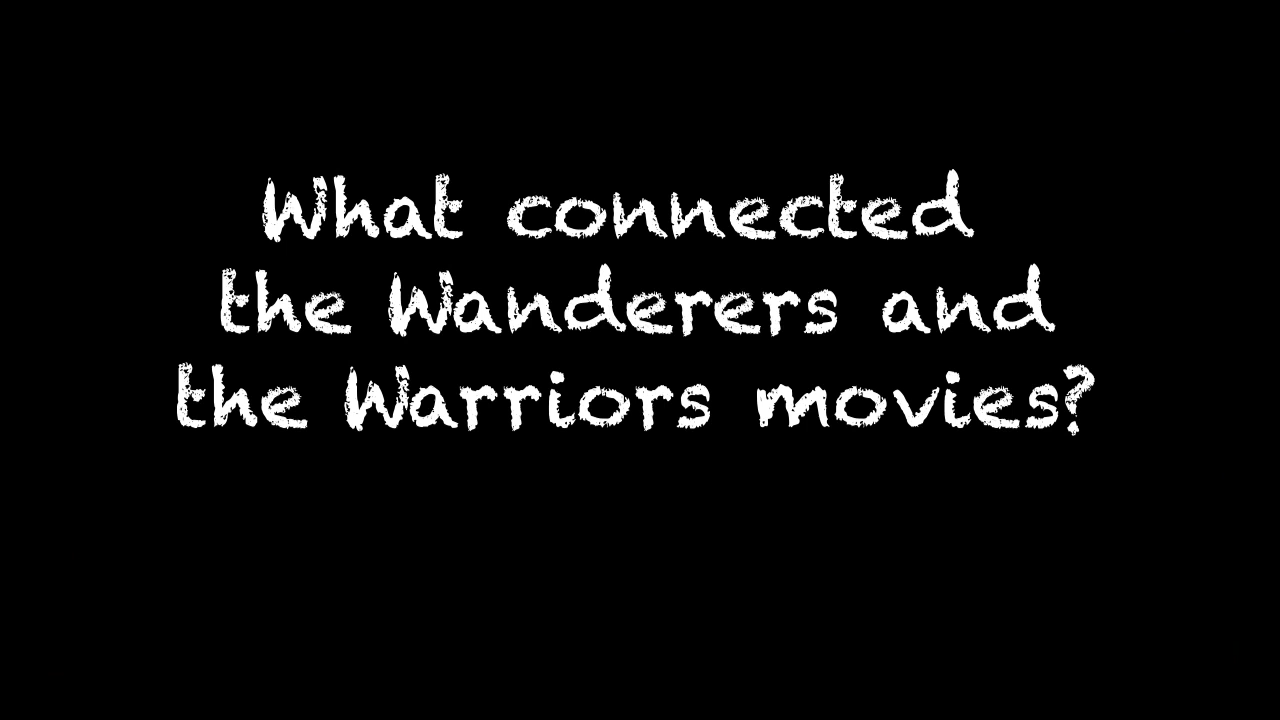 What connected
the Wanderers and
the Warriors movies?